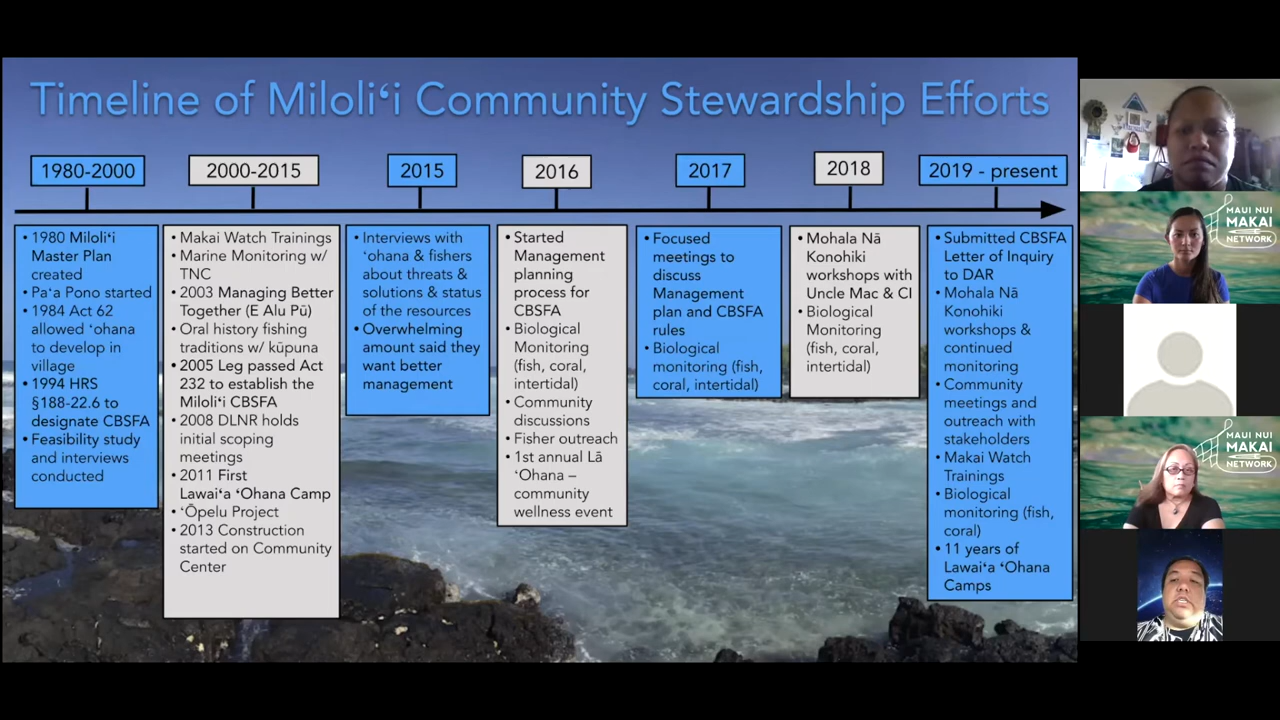 Timeline of Miloliʻi Community Stewardship Efforts
1980-2000
2000-2015
2015
2016
2017
2018
2019 - present
• 1980 Miloliʻi
Master Plan
created
• Paʻa Pono started
• 1984 Act 62
allowed ʻohana
to develop in
village
• 1994 HRS
§188-22.6 to
designate CBSFA
• Feasibility study
and interviews
conducted
• Makai Watch Trainings
• Marine Monitoring w/
TNC
• 2003 Managing Better
Together (E Alu Pū)
• Oral history fishing
traditions w/ kūpuna
• 2005 Leg passed Act
232 to establish the
Miloliʻi CBSFA
• 2008 DLNR holds
initial scoping
meetings
• 2011 First
Lawaiʻa ʻOhana Camp
• ʻŌpelu Project
• 2013 Construction
started on Community
Center
• Interviews with
ʻohana & fishers
about threats &
solutions & status
of the resources
• Overwhelming
amount said they
want better
management
• Started
Management
planning
process for
CBSFA
• Biological
Monitoring
(fish, coral,
intertidal)
• Community
discussions
• Fisher outreach
• 1st annual Lā
ʻOhana –
community
wellness event
• Focused
meetings to
discuss
Management
plan and CBSFA
rules
• Biological
monitoring (fish,
coral, intertidal)
• Mohala Nā
Konohiki
workshops with
Uncle Mac & CI
• Biological
Monitoring
(fish, coral,
intertidal)
• Submitted CBSFA
Letter of Inquiry
to DAR
• Mohala Nā
Konohiki
workshops &
continued
monitoring
• Community
meetings and
outreach with
stakeholders
• Makai Watch
Trainings
• Biological
monitoring (fish,
coral)
• 11 years of
Lawaiʻa ʻOhana
Camps
MAUI NUI
MAKAI
NETWORK
MAUI NUI
MAKAI
NETWORK